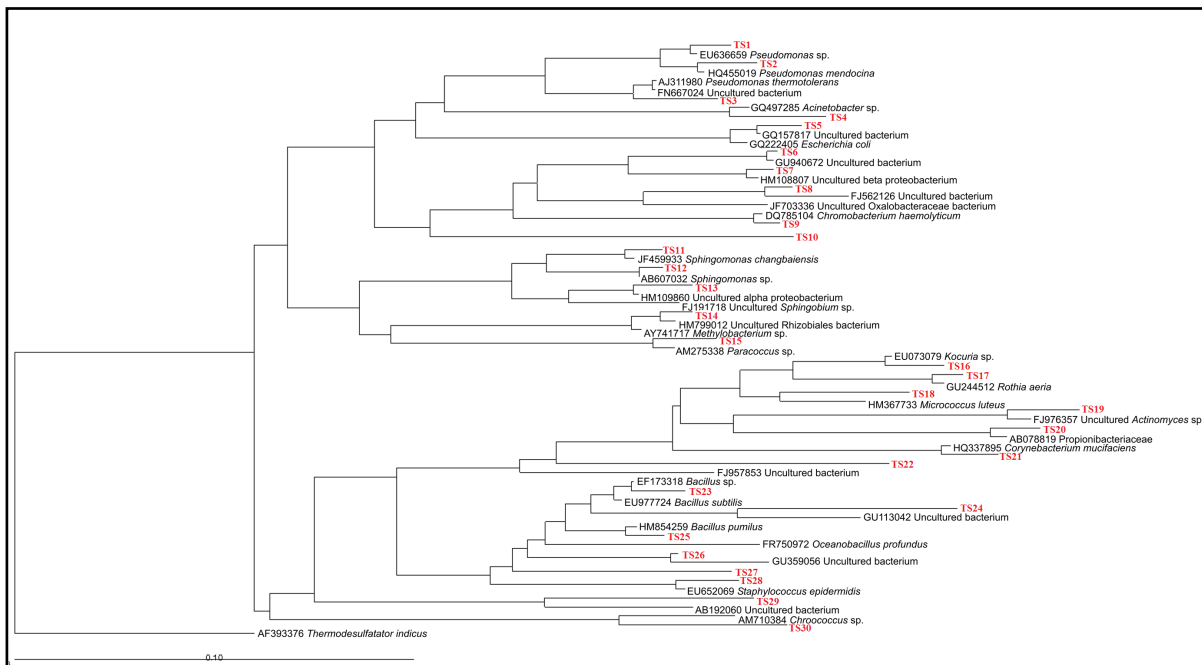 TS1
EU636659 Pseudomonas sp.
TS2
HQ455019 Pseudomonas mendocina
AJ311980 Pseudomonas thermotolerans
FN667024 Uncultured bacterium
TS3
GQ497285 Acinetobacter sp.
TS4
TS5
GQ157817 Uncultured bacterium
GQ222405 Escherichia coli
TS6
GU940672 Uncultured bacterium
TS7
HM108807 Uncultured beta proteobacterium
TS8
FJ562126 Uncultured bacterium
JF703336 Uncultured Oxalobacteraceae bacterium
DQ785104 Chromobacterium haemolyticum
TS9
TS10
TS11
JF459933 Sphingomonas changbaiensis
TS12
AB607032 Sphingomonas sp.
TS13
HM109860 Uncultured alpha proteobacterium
FJ191718 Uncultured Sphingobium sp.
TS14
HM799012 Uncultured Rhizobiales bacterium
AY741717 Methylobacterium sp.
TS15
AM275338 Paracoccus sp.
EU073079 Kocuria sp.
TS16
TS17
GU244512 Rothia aeria
TS18
HM367733 Micrococcus luteus
TS19
FJ976357 Uncultured Actinomyces sp
TS20
AB078819 Propionibacteriaceae
HQ337895 Corynebacterium mucifaciens
TS21
TS22
FJ957853 Uncultured bacterium
EF173318 Bacillus sp.
TS23
EU977724 Bacillus subtilis
TS24
GU113042 Uncultured bacterium
HM854259 Bacillus pumilus
TS25
FR750972 Oceanobacillus profundus
TS26
GU359056 Uncultured bacterium
TS27
TS28
EU652069 Staphylococcus epidermidis
TS29
AB192060 Uncultured bacterium
AM710384 Chroococcus sp.
TS30
AF393376 Thermodesulfatator indicus
0.10